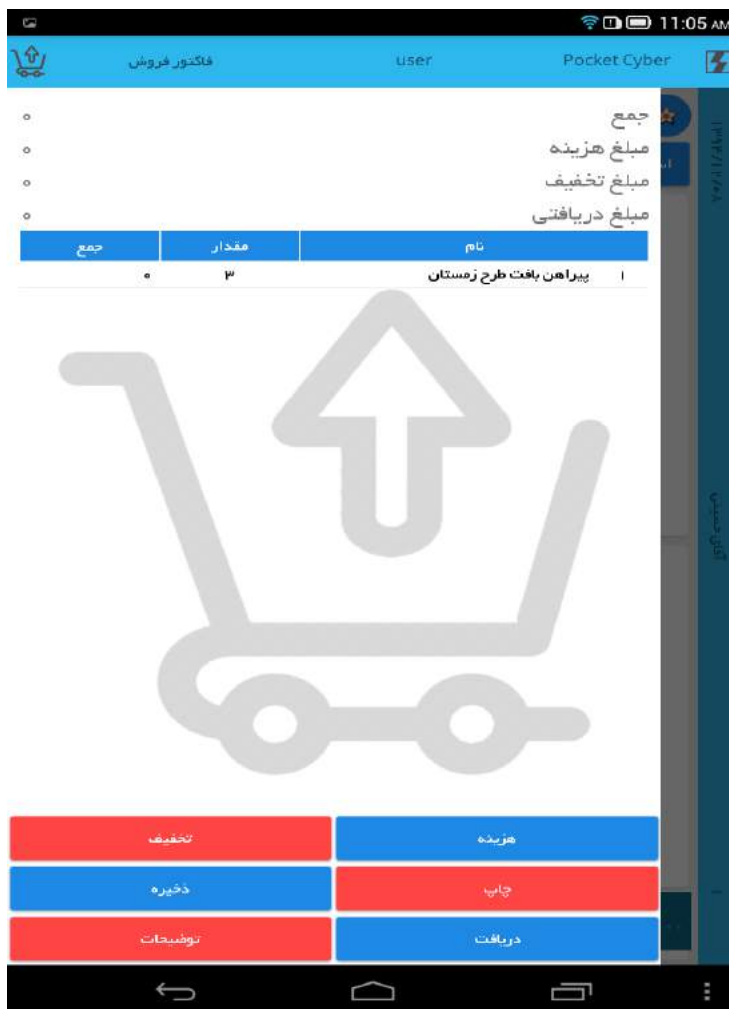 11:05 AM
Pocket Cyber user فاکتور فروش
جمع ۰
مبلغ هزینه ۰
مبلغ تخفیف ۰
مبلغ دریافتی ۰
نام مقدار جمع
۱ پیراهن بافت طرح زمستان ۳ ۰
هزینه تخفیف
چاپ ذخیره
دریافت توضیحات